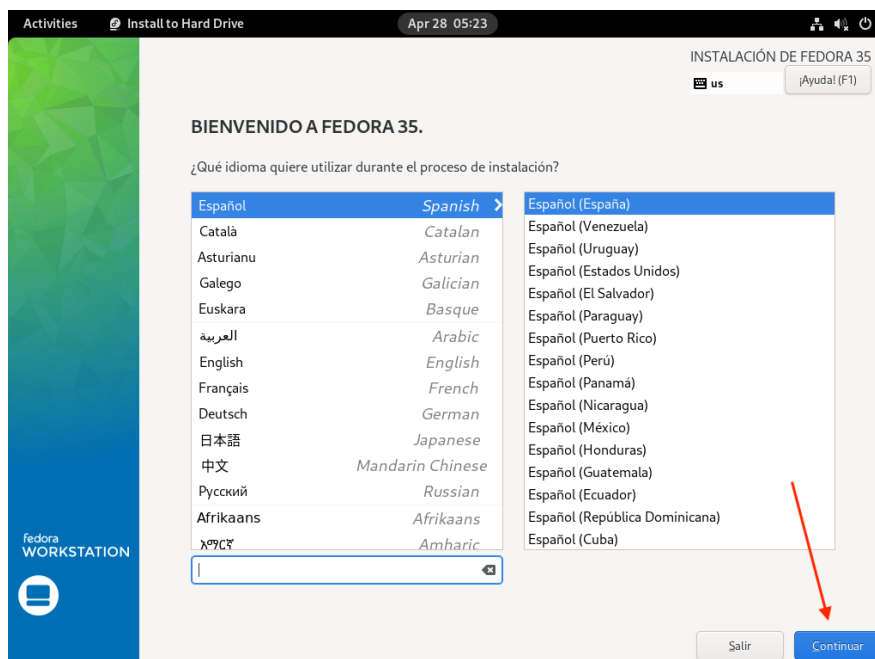 Activities Install to Hard Drive Apr 28 05:23
INSTALACIÓN DE FEDORA 35
us ¡Ayuda! (F1)
BIENVENIDO A FEDORA 35.
¿Qué idioma quiere utilizar durante el proceso de instalación?
Español Spanish
Català Catalan
Asturianu Asturian
Galego Galician
Euskara Basque
العربية Arabic
English English
Français French
Deutsch German
日本語 Japanese
中文 Mandarin Chinese
Русский Russian
Afrikaans Afrikaans
አማርኛ Amharic
Español (España)
Español (Venezuela)
Español (Uruguay)
Español (Estados Unidos)
Español (El Salvador)
Español (Paraguay)
Español (Puerto Rico)
Español (Perú)
Español (Panamá)
Español (Nicaragua)
Español (México)
Español (Honduras)
Español (Guatemala)
Español (Ecuador)
Español (República Dominicana)
Español (Cuba)
fedora
WORKSTATION
Salir Continuar